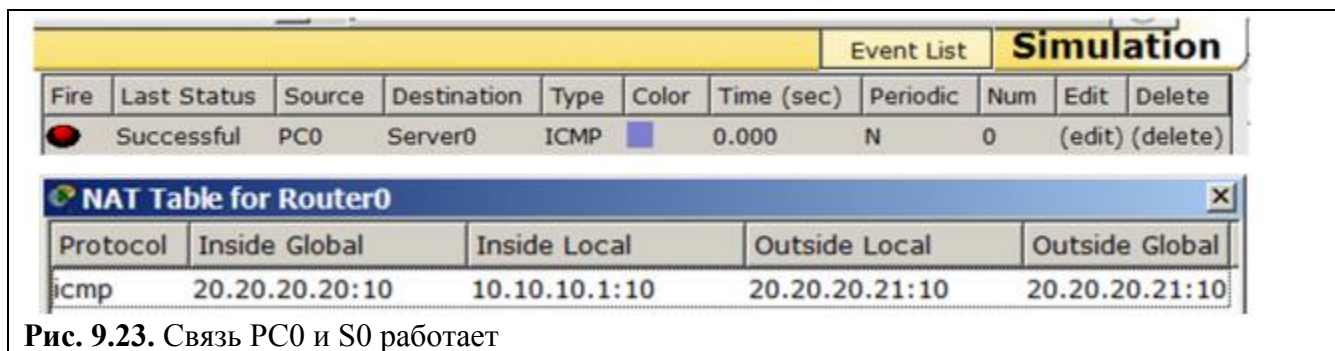 Event List Simulation
Fire Last Status Source Destination Type Color Time (sec) Periodic Num Edit Delete
Successful PC0 Server0 ICMP 0.000 N 0 (edit) (delete)
NAT Table for Router0
Protocol Inside Global Inside Local Outside Local Outside Global
icmp 20.20.20.20:10 10.10.10.1:10 20.20.20.21:10 20.20.20.21:10
Рис. 9.23. Связь PC0 и S0 работает